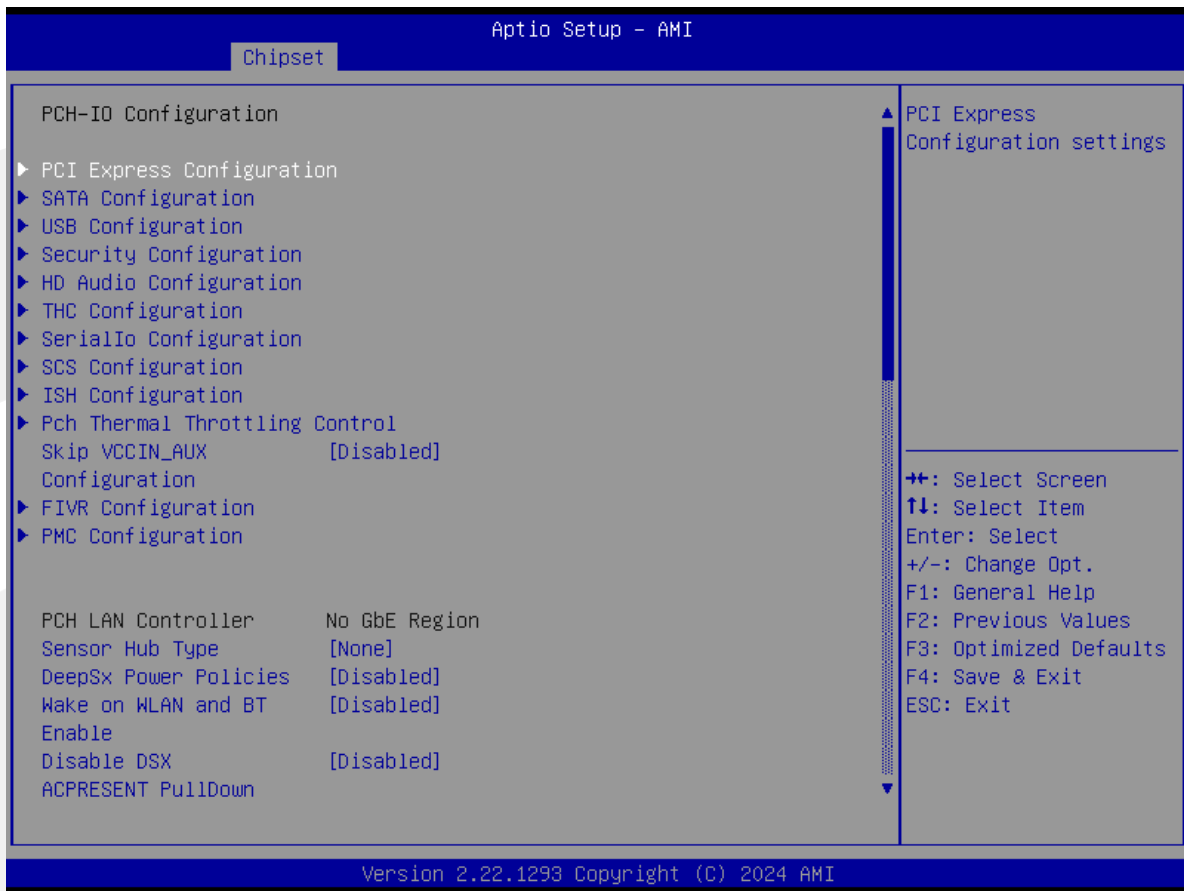 Aptio Setup – AMI
Chipset
PCH-IO Configuration
PCI Express Configuration
SATA Configuration
USB Configuration
Security Configuration
HD Audio Configuration
THC Configuration
SerialIo Configuration
SCS Configuration
ISH Configuration
Pch Thermal Throttling Control
Skip VCCIN_AUX [Disabled]
Configuration
FIVR Configuration
PMC Configuration
PCH LAN Controller No GbE Region
Sensor Hub Type [None]
DeepSx Power Policies [Disabled]
Wake on WLAN and BT [Disabled]
Enable
Disable DSX [Disabled]
ACPRESENT PullDown
PCI Express
Configuration settings
→←: Select Screen
↑↓: Select Item
Enter: Select
+/-: Change Opt.
F1: General Help
F2: Previous Values
F3: Optimized Defaults
F4: Save & Exit
ESC: Exit
Version 2.22.1293 Copyright (C) 2024 AMI